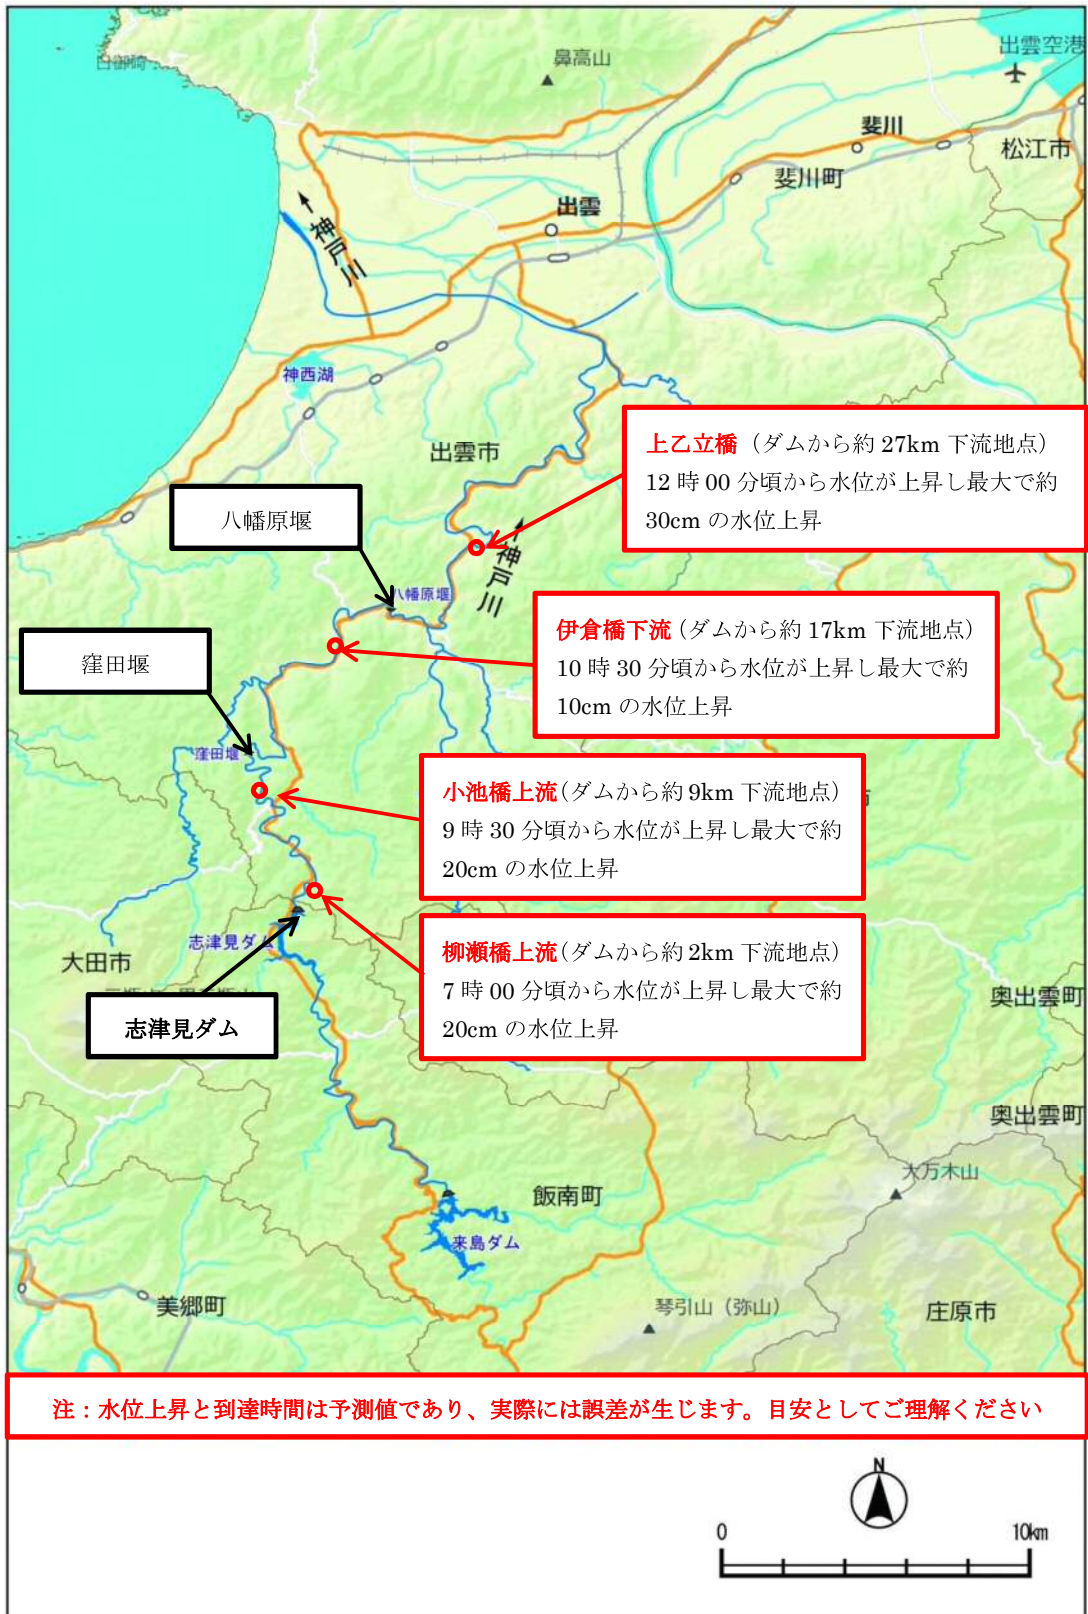 出雲空港
鼻高山
斐川
松江市
斐川町
出雲
神戸川
神西湖
出雲市
上乙立橋（ダムから約27km 下流地点）
12 時 00 分頃から水位が上昇し最大で約
30cm の水位上昇
八幡原堰
神戸川
八幡原堰
伊倉橋下流（ダムから約17km 下流地点）
10 時 30 分頃から水位が上昇し最大で約
10cm の水位上昇
窪田堰
窪田堰
小池橋上流（ダムから約9km 下流地点）
9 時 30 分頃から水位が上昇し最大で約
20cm の水位上昇
柳瀬橋上流（ダムから約2km 下流地点）
7 時 00 分頃から水位が上昇し最大で約
20cm の水位上昇
志津見ダム
大田市
志津見ダム
奥出雲町
奥出雲町
大万木山
飯南町
来島ダム
美郷町
琴引山（弥山）
庄原市
注：水位上昇と到達時間は予測値であり、実際には誤差が生じます。目安としてご理解ください
N
0 10km